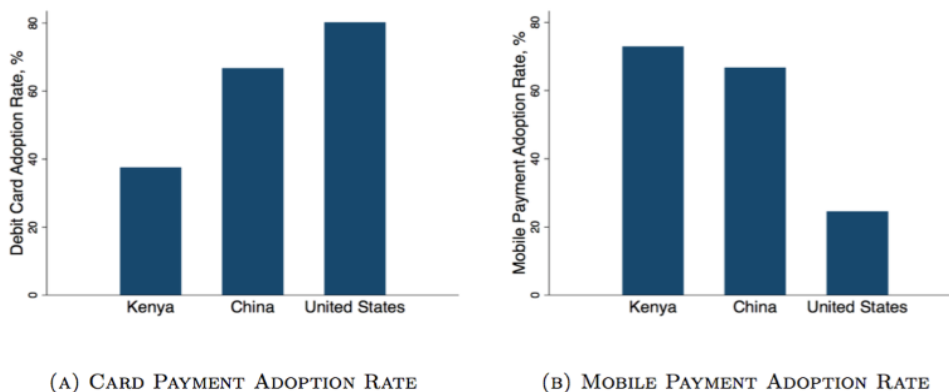 Debit Card Adoption Rate, %
80
60
40
20
0
Kenya China United States
(A) CARD PAYMENT ADOPTION RATE
Mobile Payment Adoption Rate, %
80
60
40
20
0
Kenya China United States
(B) MOBILE PAYMENT ADOPTION RATE